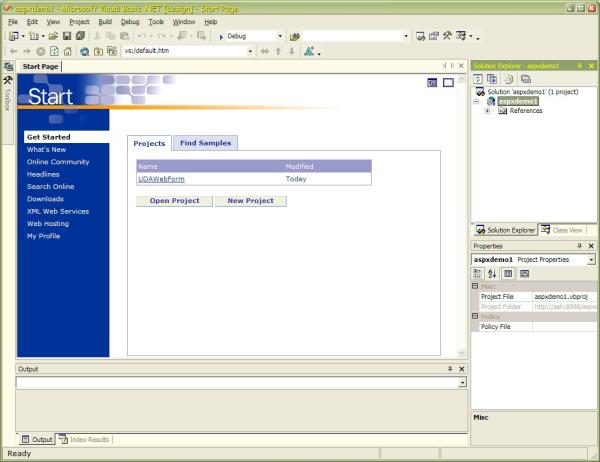 aspxdemo1 - Microsoft Visual Basic .NET [design] - Start Page
File Edit View Project Build Debug Tools Window Help
Debug
vs:/default.htm
Toolbox
Start Page
Start
Get Started
What's New
Online Community
Headlines
Search Online
Downloads
XML Web Services
Web Hosting
My Profile
Projects Find Samples
Name Modified
UDAWebForm Today
Open Project New Project
Solution Explorer - aspxdemo1
Solution 'aspxdemo1' (1 project)
aspxdemo1
References
Solution Explorer Class View
Properties
aspxdemo1 Project Properties
Misc
Project File aspxdemo1.vbproj
Project Folder http://ash:8888/aspx
Policy
Policy File
Misc
Output
Output Index Results
Ready